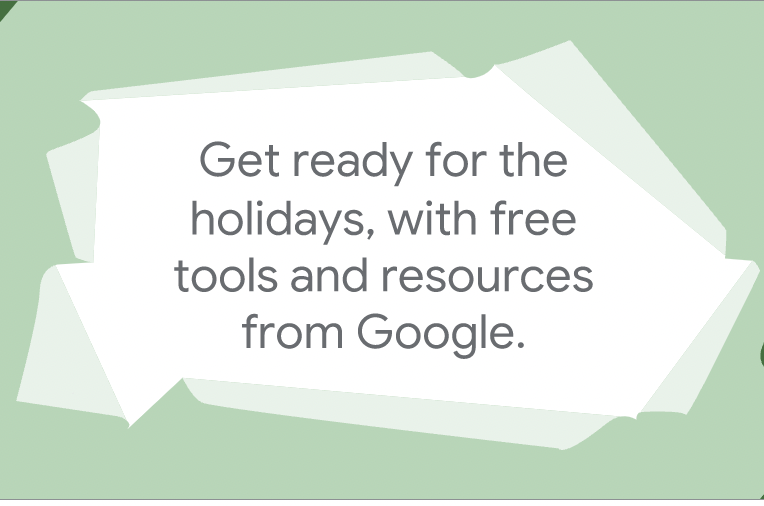 Get ready for the
holidays, with free
tools and resources
from Google.